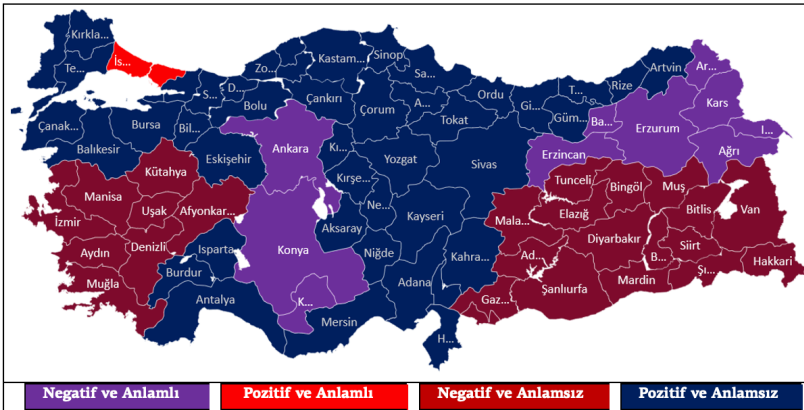 Kırkla...
Te...
İs...
Zo...
Kastam...
Sinop
Sa...
S...
D...
Bolu
Çankırı
Çorum
A...
Ordu
Gi...
T...
Rize
Artvin
Ar...
Çanak...
Bursa
Bil...
Tokat
Güm...
Ba...
Kars
Balıkesir
Eskişehir
Ankara
Kı...
Yozgat
Sivas
Erzincan
Erzurum
I...
Ağrı
Kütahya
Kırşe...
Tunceli
Bingöl
Muş
Manisa
Uşak
Afyonkar...
Ne...
Kayseri
Mala...
Elazığ
Bitlis
Van
İzmir
Aksaray
Denizli
Isparta
Konya
Niğde
Kahra...
Ad...
Diyarbakır
B...
Siirt
Aydın
Burdur
Hakkari
Muğla
Antalya
K...
Adana
Gaz...
Şanlıurfa
Mardin
Şı...
Mersin
H...
Negatif ve Anlamlı
Pozitif ve Anlamlı
Negatif ve Anlamsız
Pozitif ve Anlamsız